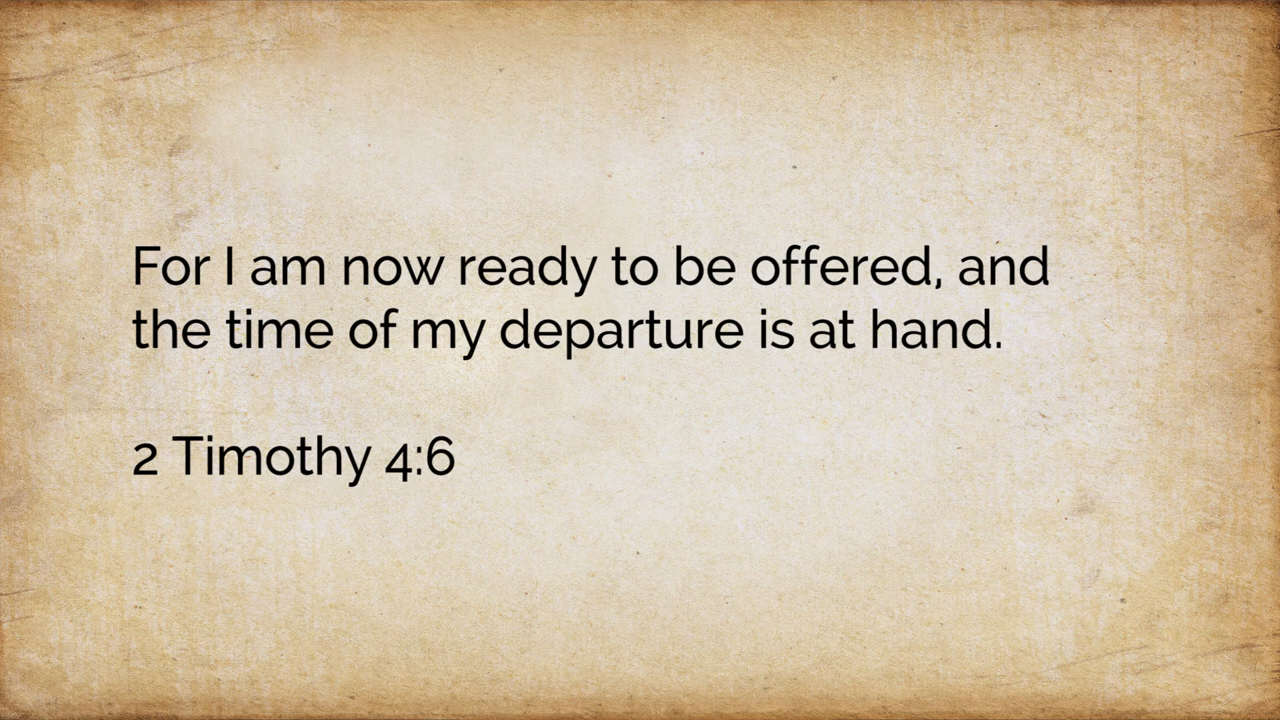 For I am now ready to be offered, and
the time of my departure is at hand.
2 Timothy 4:6